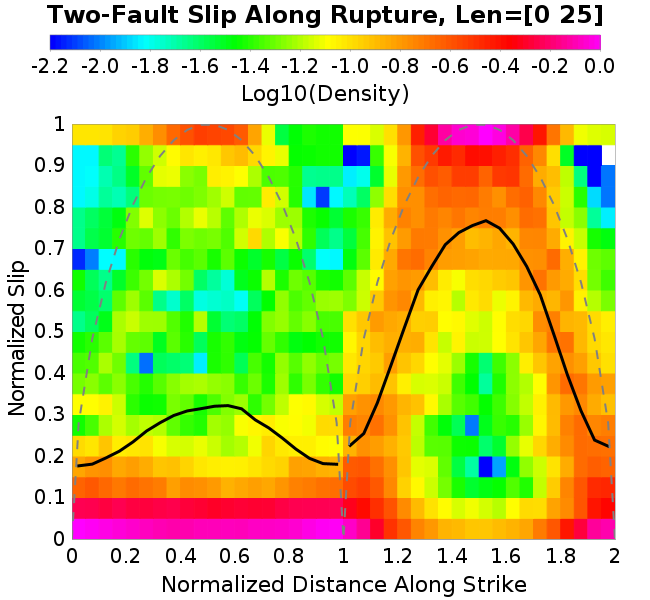 Two-Fault Slip Along Rupture, Len=[0 25]
-2.2 -2.0 -1.8 -1.6 -1.4 -1.2 -1.0 -0.8 -0.6 -0.4 -0.2 0.0
Log10(Density)
1
0.9
0.8
0.7
0.6
0.5
0.4
0.3
0.2
0.1
0
Normalized Slip
0 0.2 0.4 0.6 0.8 1 1.2 1.4 1.6 1.8 2
Normalized Distance Along Strike